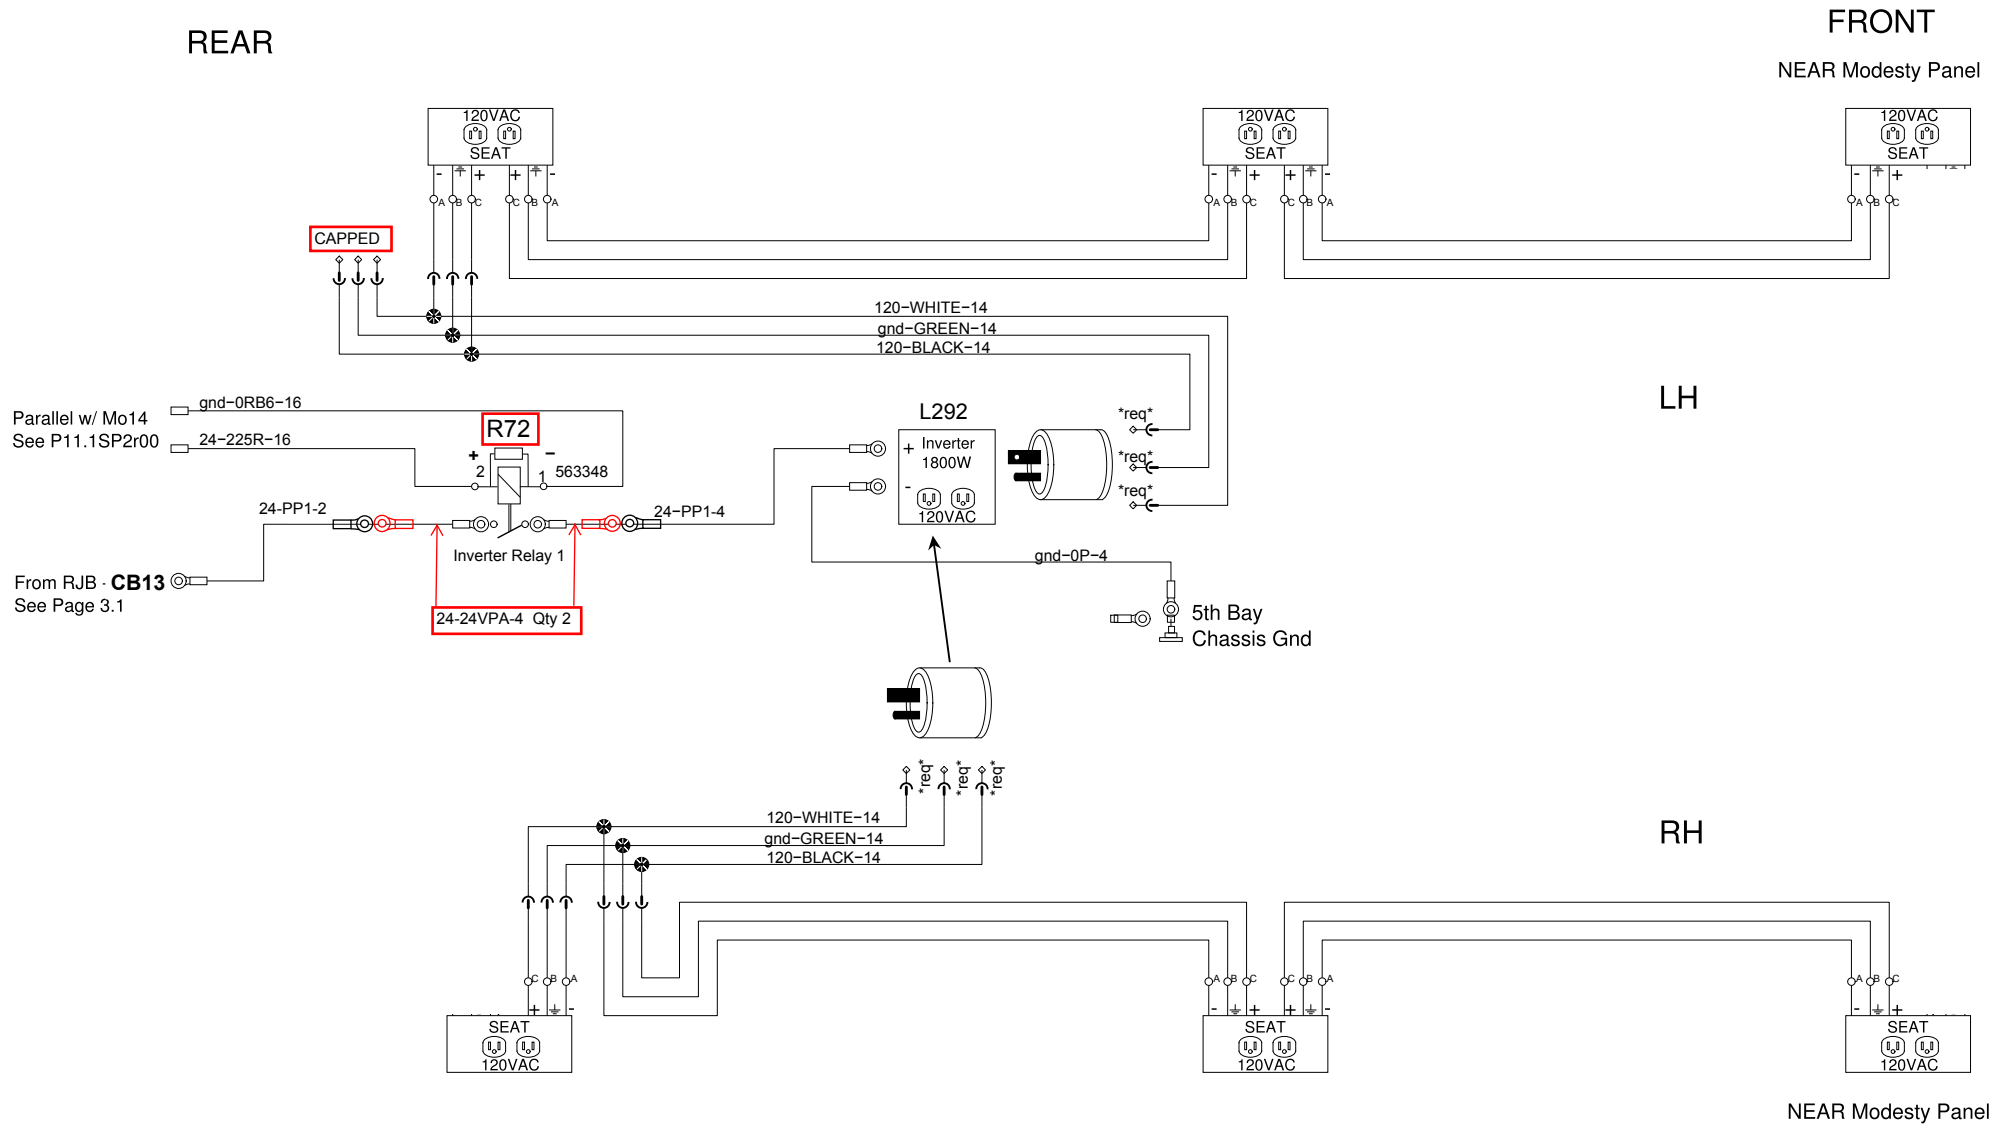 REAR
FRONT
NEAR Modesty Panel
120VAC
SEAT
- +
+ -
A B C
C B A
120VAC
SEAT
- +
+ -
A B C
C B A
120VAC
SEAT
- +
A B C
CAPPED
120−WHITE−14
gnd−GREEN−14
120-BLACK−14
LH
Parallel w/ Mo14
See P11.1SP2r00
gnd−0RB6−16
24−225R−16
R72
+ −
2
1
563348
24-PP1-2
24−PP1-4
Inverter Relay 1
From RJB - CB13
See Page 3.1
24-24VPA-4 Qty 2
L292
+ Inverter
1800W
-
120VAC
*req*
*req*
*req*
gnd−0P-4
5th Bay
Chassis Gnd
*req*
*req*
*req*
120−WHITE−14
gnd−GREEN−14
120−BLACK−14
RH
C B A
+ -
SEAT
120VAC
A B C
C B A
- +
+ -
SEAT
120VAC
A B C
- +
SEAT
120VAC
NEAR Modesty Panel